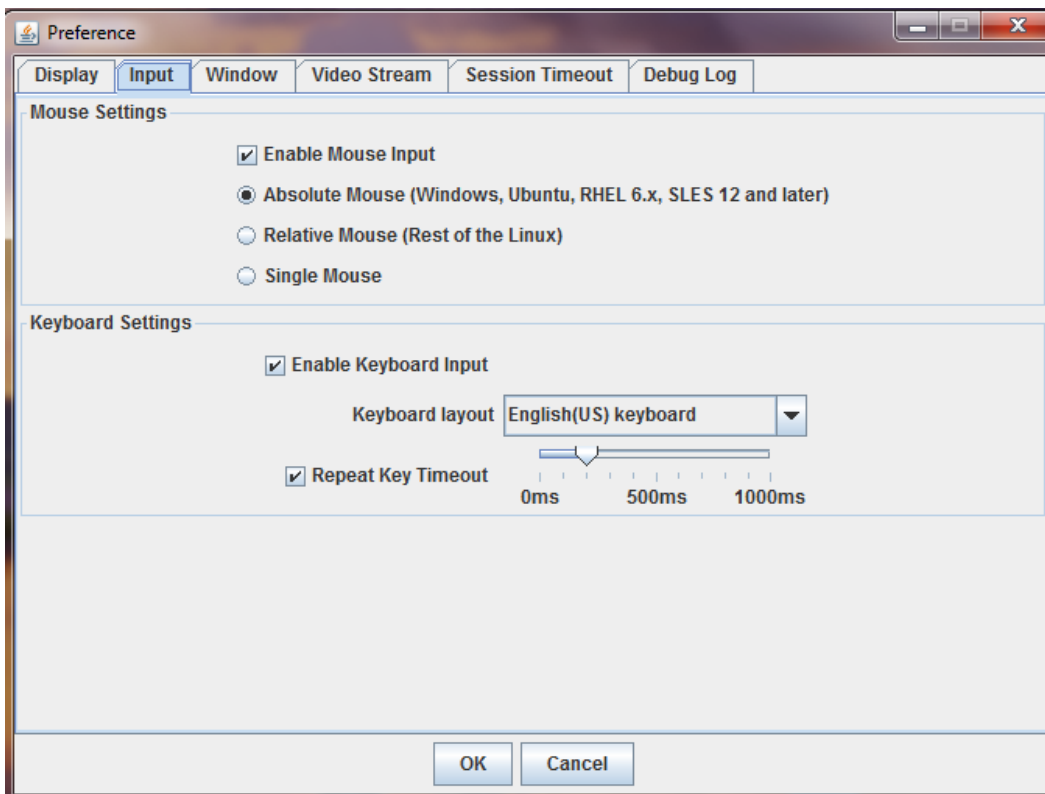 Preference
Display Input Window Video Stream Session Timeout Debug Log
Mouse Settings
Enable Mouse Input
Absolute Mouse (Windows, Ubuntu, RHEL 6.x, SLES 12 and later)
Relative Mouse (Rest of the Linux)
Single Mouse
Keyboard Settings
Enable Keyboard Input
Keyboard layout English(US) keyboard
Repeat Key Timeout
0ms 500ms 1000ms
OK Cancel